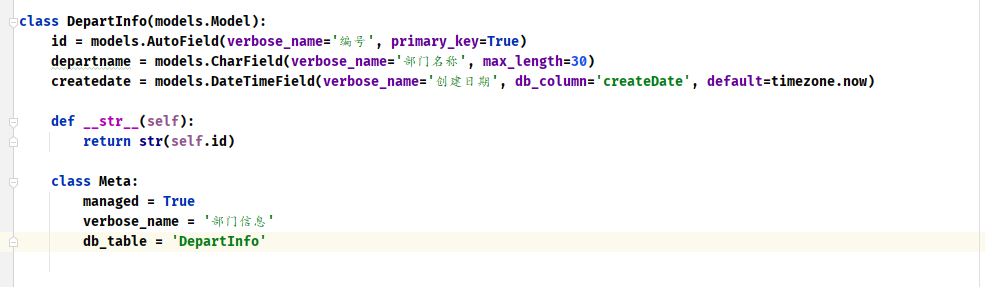 class DepartInfo(models.Model):
    id = models.AutoField(verbose_name='编号', primary_key=True)
    departname = models.CharField(verbose_name='部门名称', max_length=30)
    createdate = models.DateTimeField(verbose_name='创建日期', db_column='createDate', default=timezone.now)
    def __str__(self):
        return str(self.id)
    class Meta:
        managed = True
        verbose_name = '部门信息'
        db_table = 'DepartInfo'